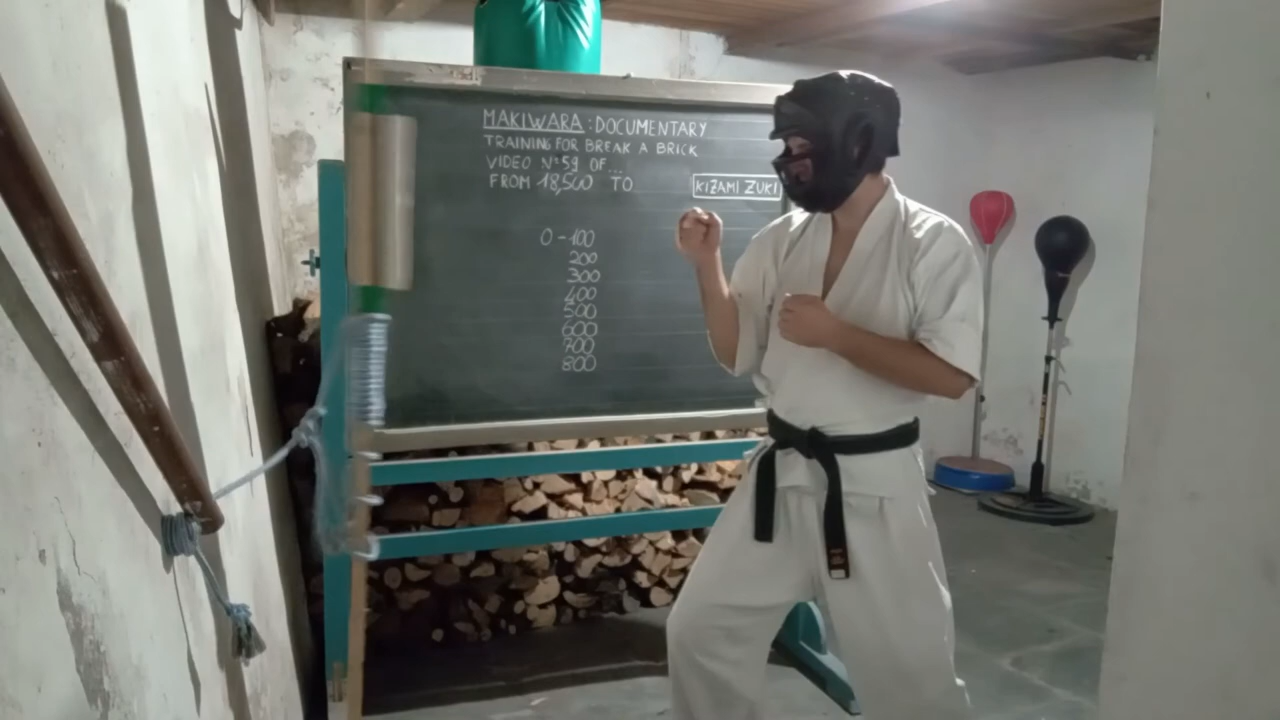 MAKIWARA : DOCUMENTARY
TRAINING FOR BREAK A BRICK
VIDEO N°59 OF...
FROM 18,500 TO
KIZAMI ZUKI
0-100
200
300
400
500
600
700
800